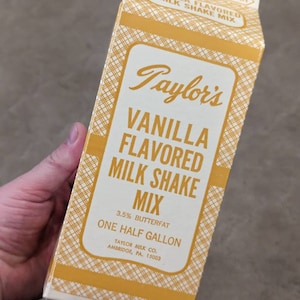 FLAVORED
MILK SHAKE MIX
Taylor's
VANILLA
FLAVORED
MILK SHAKE
MIX
3.5% BUTTERFAT
ONE HALF GALLON
TAYLOR MILK CO.
AMBRIDGE, PA. 15003